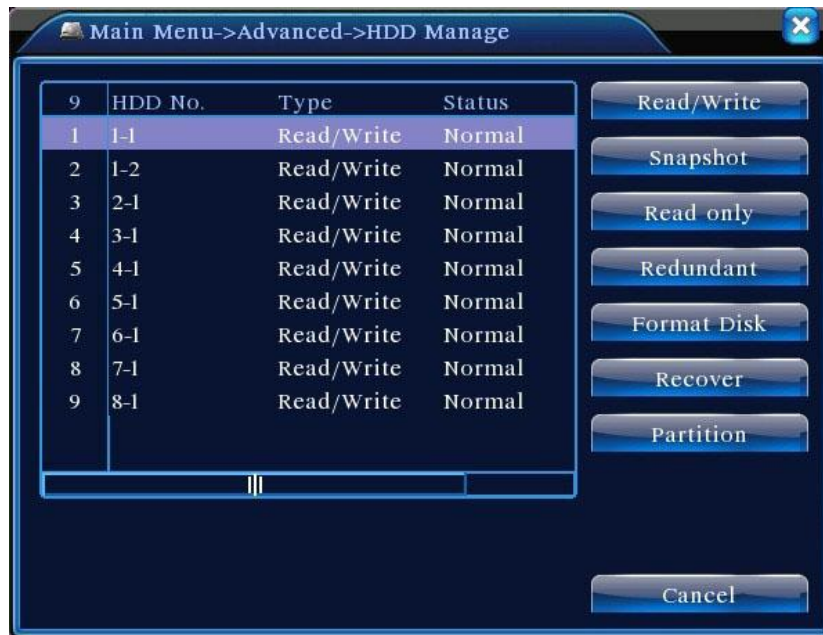 Main Menu->Advanced->HDD Manage
9 HDD No. Type Status
1 1-1 Read/Write Normal
2 1-2 Read/Write Normal
3 2-1 Read/Write Normal
4 3-1 Read/Write Normal
5 4-1 Read/Write Normal
6 5-1 Read/Write Normal
7 6-1 Read/Write Normal
8 7-1 Read/Write Normal
9 8-1 Read/Write Normal
Read/Write
Snapshot
Read only
Redundant
Format Disk
Recover
Partition
Cancel